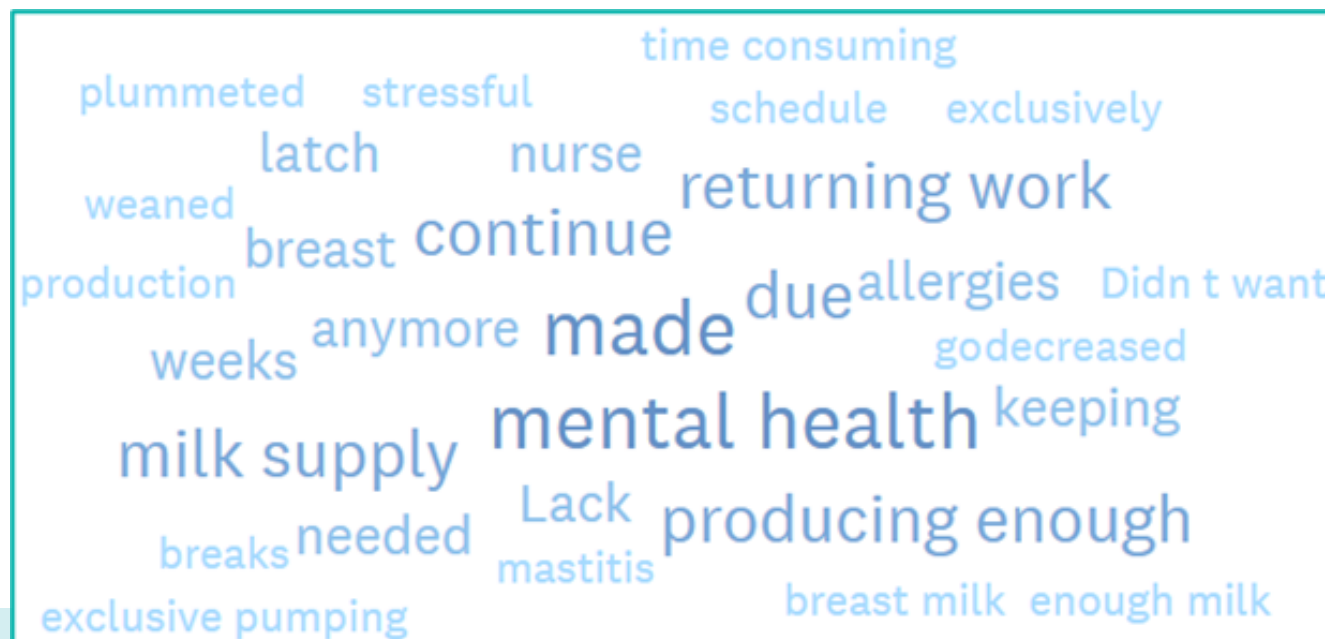 time consuming
plummeted stressful
schedule exclusively
latch nurse
returning work
weaned
continue
breast
production
due allergies Didn t want
anymore made
godecreased
weeks
keeping
mental health
milk supply
Lack
producing enough
needed
breaks
mastitis
breast milk enough milk
exclusive pumping